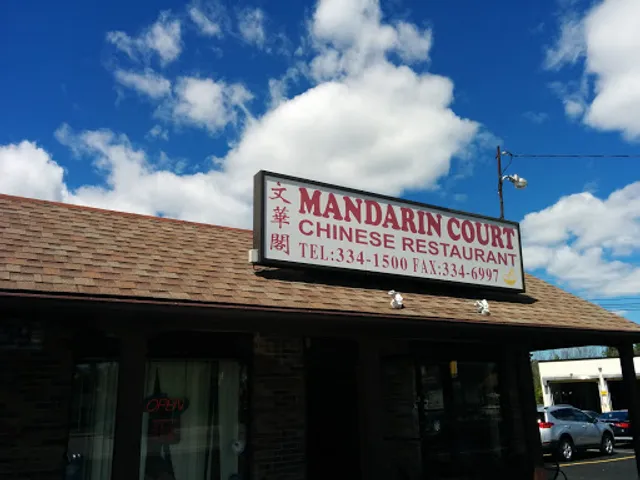 文華閣
MANDARIN COURT
CHINESE RESTAURANT
TEL:334-1500 FAX:334-6997
OPEN